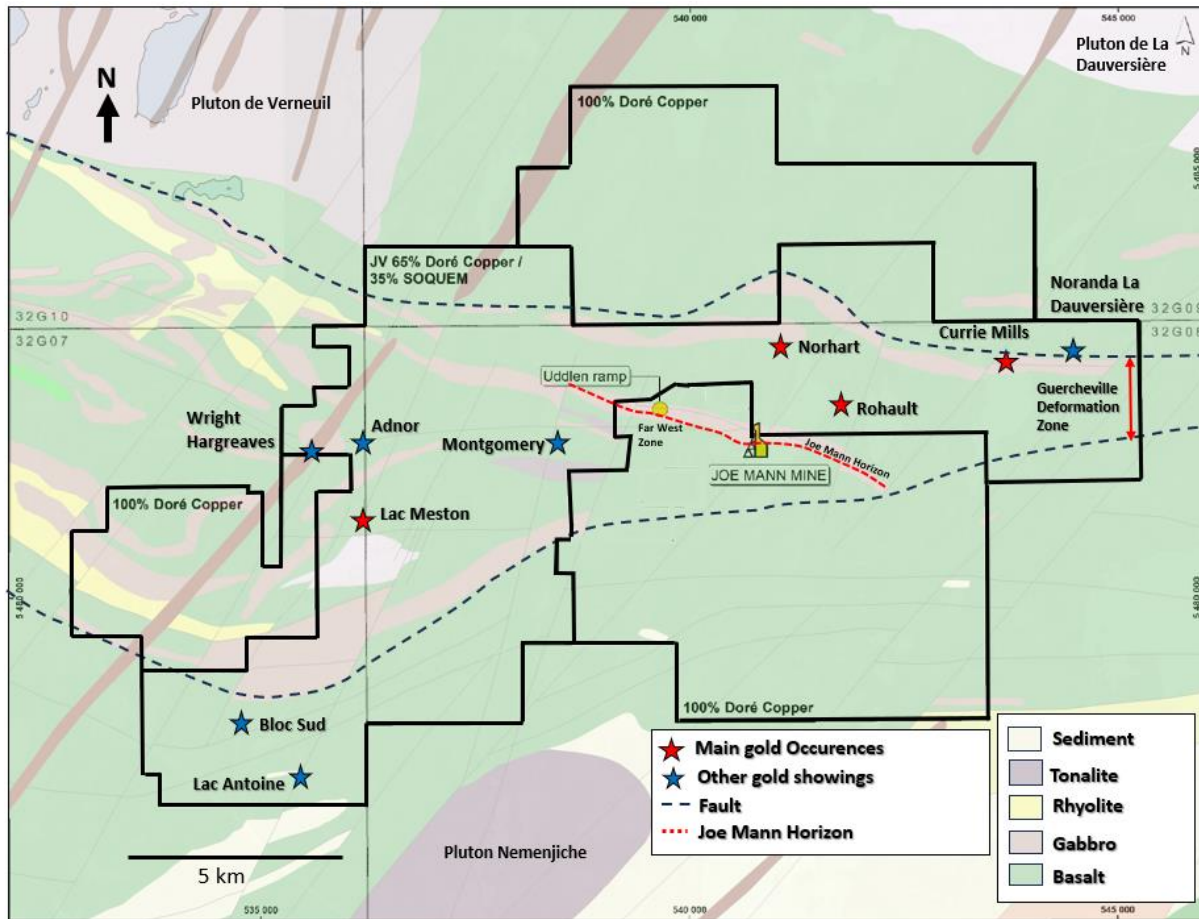 540 000
545 000
N
N
Pluton de La
Dauversière
Pluton de Verneuil
100% Doré Copper
5 485 000
JV 65% Doré Copper /
35% SOQUEM
Noranda La
Dauversière
32G10
32G07
32G09
Currie Mills
Norhart
Uddlen ramp
Guercheville
Deformation
Zone
Rohault
Wright
Hargreaves
Adnor
Montgomery
Far West
Zone
Joe Mann Horizon
JOE MANN MINE
100% Doré Copper
Lac Meston
5 480 000
5 480 000
Bloc Sud
100% Doré Copper
Lac Antoine
Main gold Occurences
Other gold showings
Fault
Joe Mann Horizon
Sediment
Tonalite
Rhyolite
Gabbro
Basalt
Pluton Nemenjiche
5 km
535 000
540 000
545 000